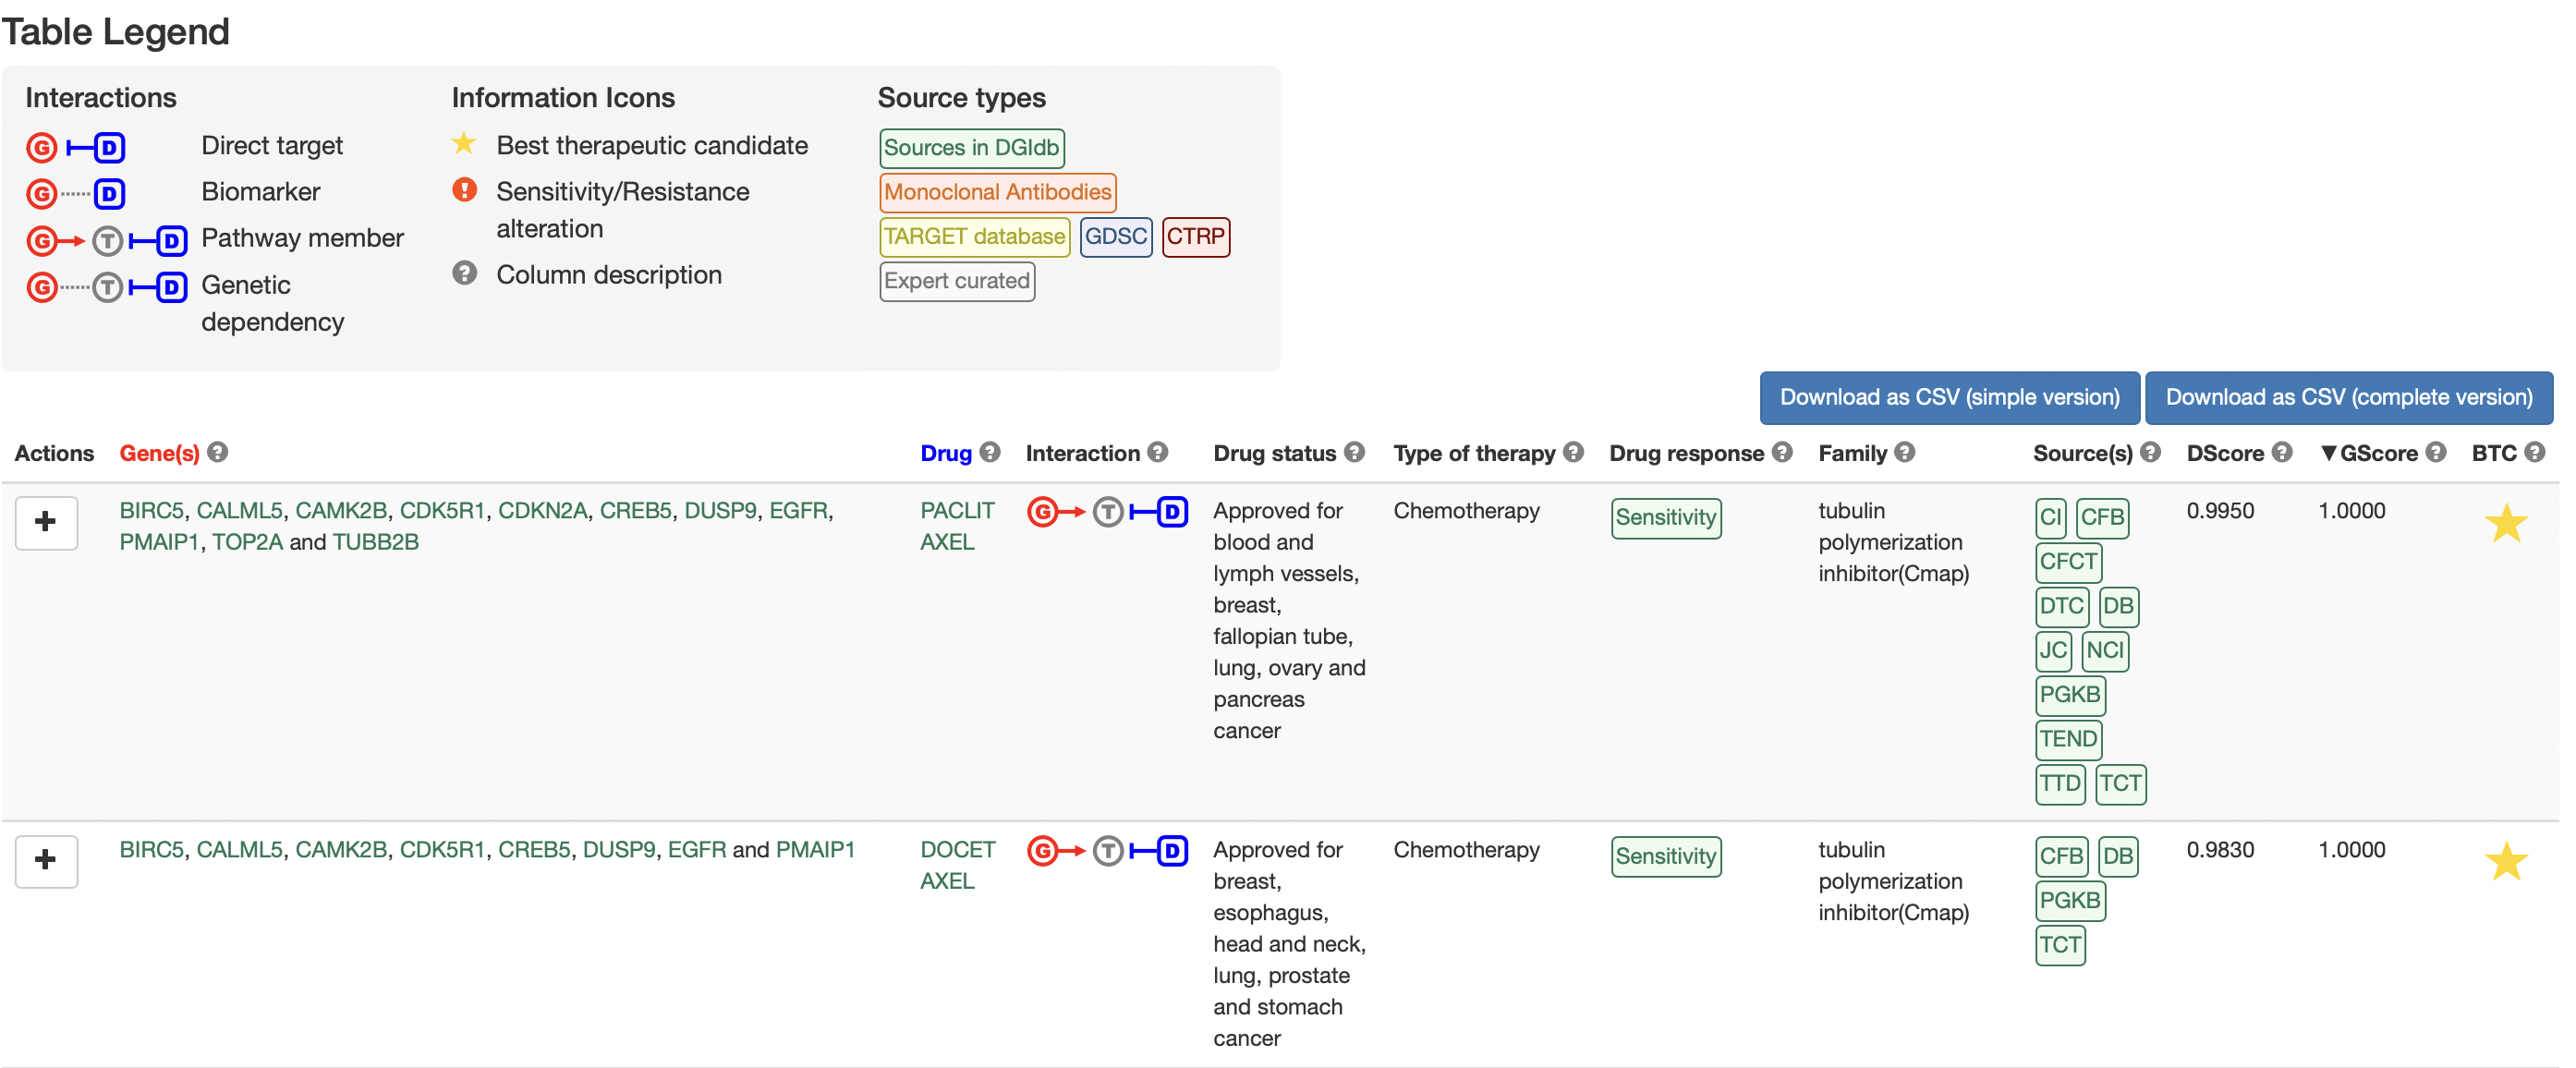 Table Legend
Interactions
G D Direct target
G D Biomarker
G T D Pathway member
G T D Genetic
dependency
Information Icons
Best therapeutic candidate
! Sensitivity/Resistance
alteration
? Column description
Source types
Sources in DGIdb
Monoclonal Antibodies
TARGET database GDSC CTRP
Expert curated
Download as CSV (simple version) Download as CSV (complete version)
Actions Gene(s) ? Drug ? Interaction ? Drug status ? Type of therapy ? Drug response ? Family ? Source(s) ? DScore ? ▼GScore ? BTC ?
+
BIRC5, CALML5, CAMK2B, CDK5R1, CDKN2A, CREB5, DUSP9, EGFR,
PMAIP1, TOP2A and TUBB2B
PACLIT
AXEL
G T D
Approved for
blood and
lymph vessels,
breast,
fallopian tube,
lung, ovary and
pancreas
cancer
Chemotherapy
Sensitivity
tubulin
polymerization
inhibitor(Cmap)
CI CFB
CFCT
DTC DB
JC NCI
PGKB
TEND
TTD TCT
0.9950
1.0000
+
BIRC5, CALML5, CAMK2B, CDK5R1, CREB5, DUSP9, EGFR and PMAIP1
DOCET
AXEL
G T D
Approved for
breast,
esophagus,
head and neck,
lung, prostate
and stomach
cancer
Chemotherapy
Sensitivity
tubulin
polymerization
inhibitor(Cmap)
CFB DB
PGKB
TCT
0.9830
1.0000